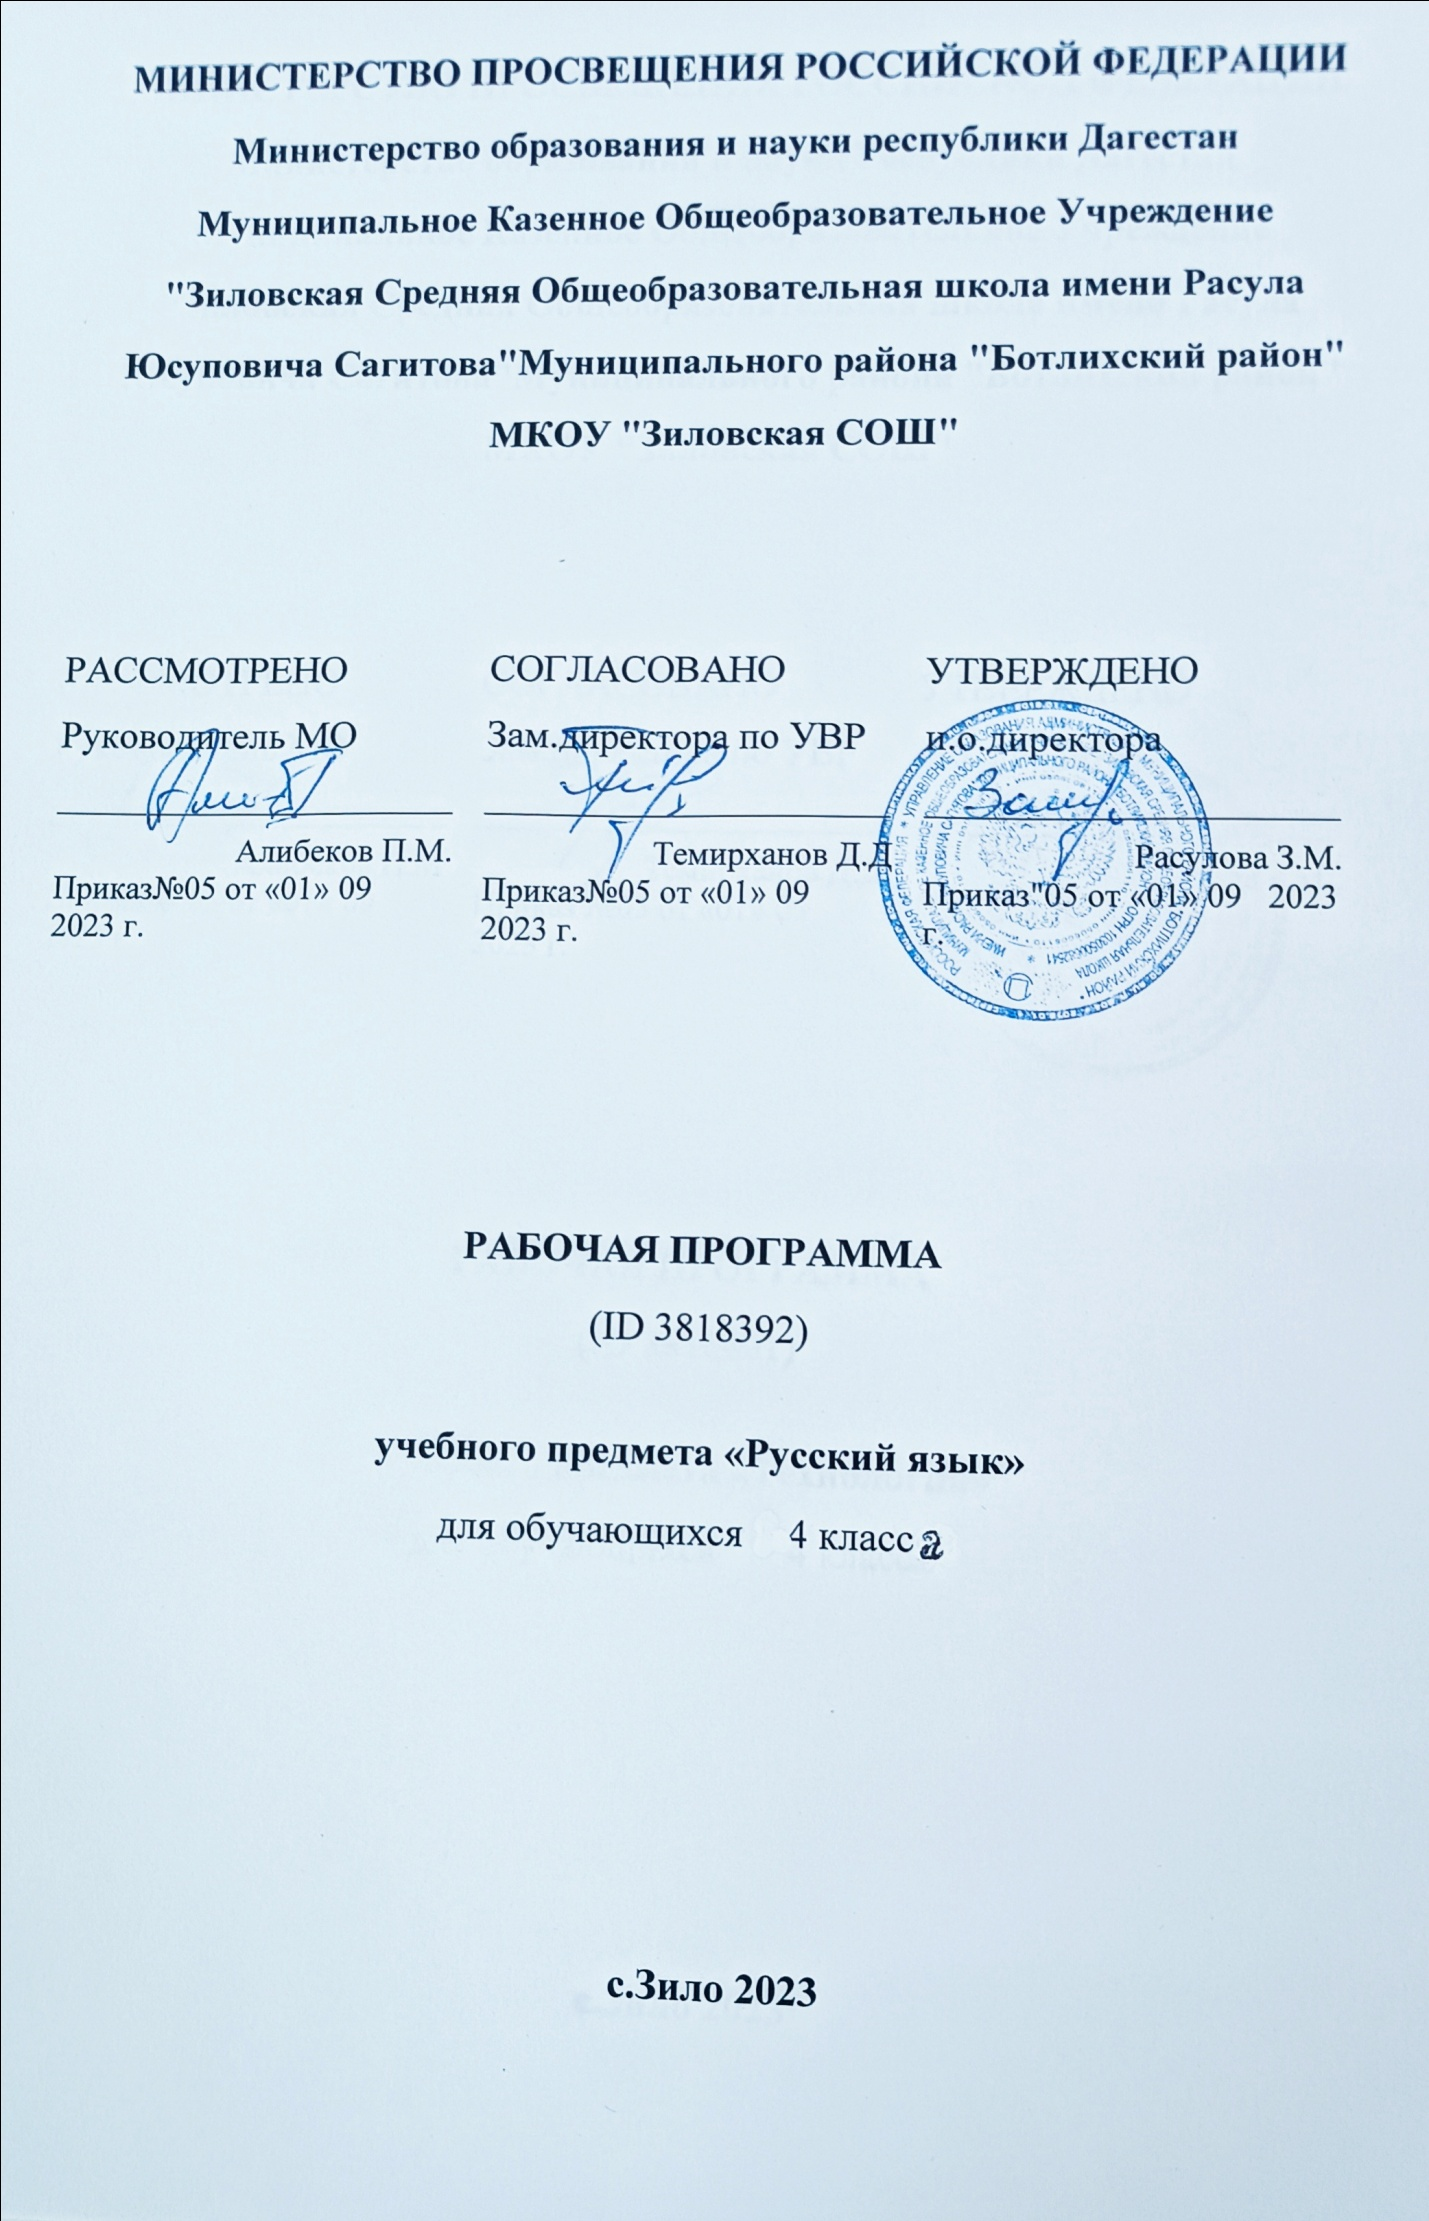 МИНИСТЕРСТВО ПРОСВЕЩЕНИЯ РОССИЙСКОЙ ФЕДЕРАЦИИ
Министерство образования и науки республики Дагестан
Муниципальное Казенное Общеобразовательное Учреждение
"Зиловская Средняя Общеобразовательная школа имени Расула
Юсуповича Сагитова"Муниципального района "Ботлихский район"
МКОУ "Зиловская СОШ"
РАССМОТРЕНО
Руководитель МО
Алибеков П.М.
Приказ№05 от «01» 09
2023 г.
СОГЛАСОВАНО
Зам.директора по УВР
Темирханов Д.Д
Приказ№05 от «01» 09
2023 г.
УТВЕРЖДЕНО
и.о.директора
Расулова З.М.
Приказ"05 от «01» 09 2023
г.
РАБОЧАЯ ПРОГРАММА
(ID 3818392)
учебного предмета «Русский язык»
для обучающихся 4 класса
с.Зило 2023